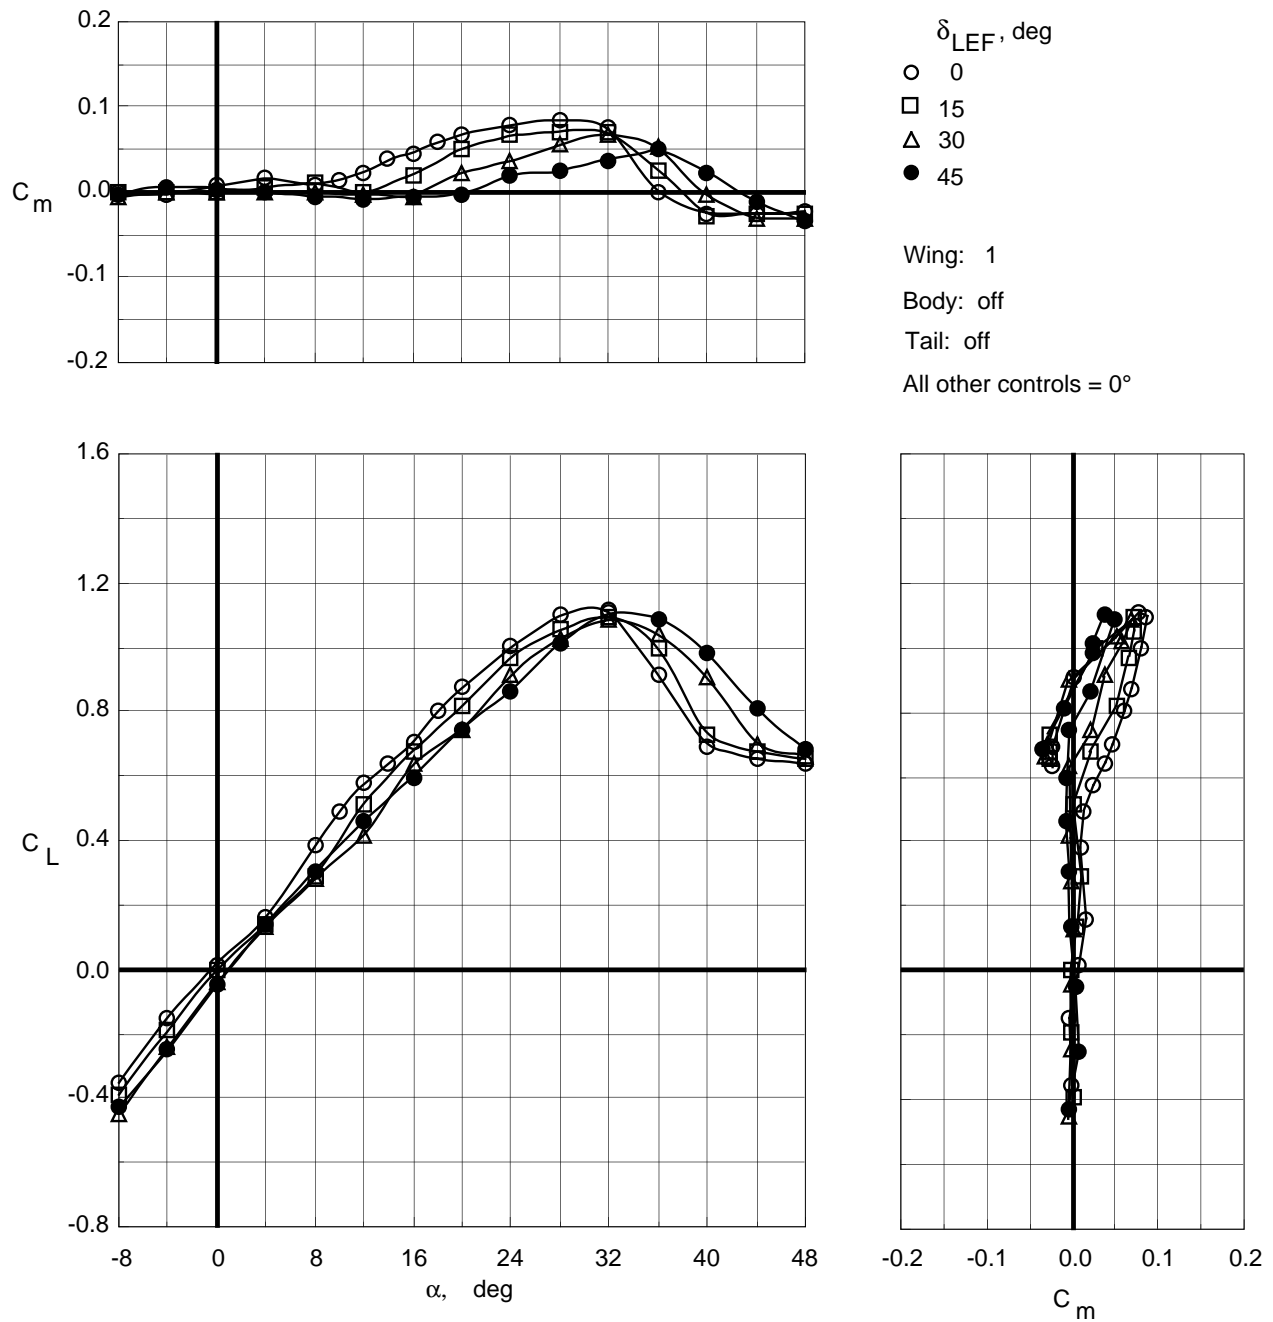 0.2
0.1
0.0
-0.1
-0.2
C m
δ LEF, deg
0
15
30
45
Wing: 1
Body: off
Tail: off
All other controls = 0°
1.6
1.2
0.8
0.4
0.0
-0.4
-0.8
C L
-8 0 8 16 24 32 40 48
α, deg
-0.2 -0.1 0.0 0.1 0.2
C m